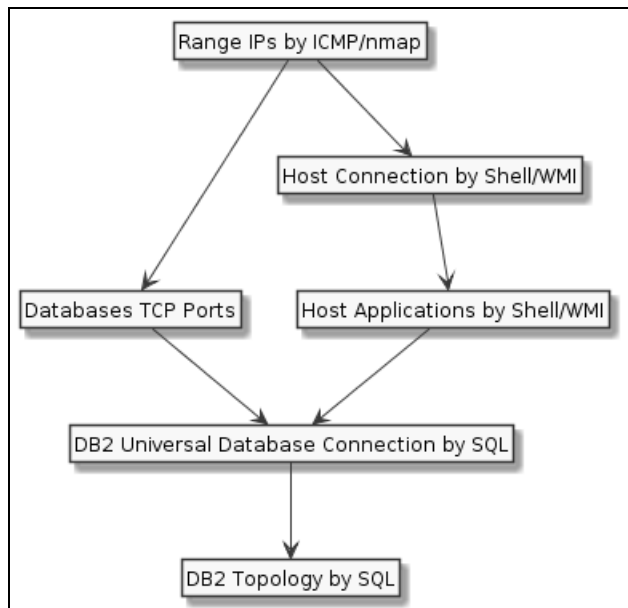 Range IPs by ICMP/nmap
Host Connection by Shell/WMI
Databases TCP Ports
Host Applications by Shell/WMI
DB2 Universal Database Connection by SQL
DB2 Topology by SQL